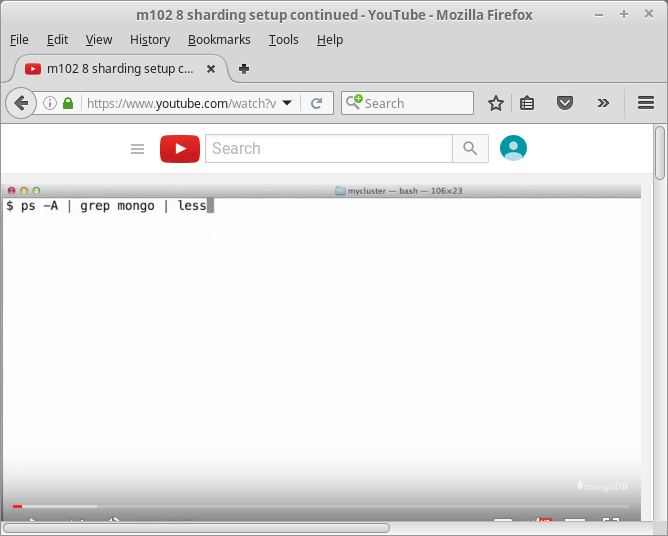 m102 8 sharding setup continued - YouTube - Mozilla Firefox
File Edit View History Bookmarks Tools Help
m102 8 sharding setup c...
https://www.youtube.com/watch?v
Search
Search
mycluster — bash — 106×23
$ ps -A | grep mongo | less
mongoDB